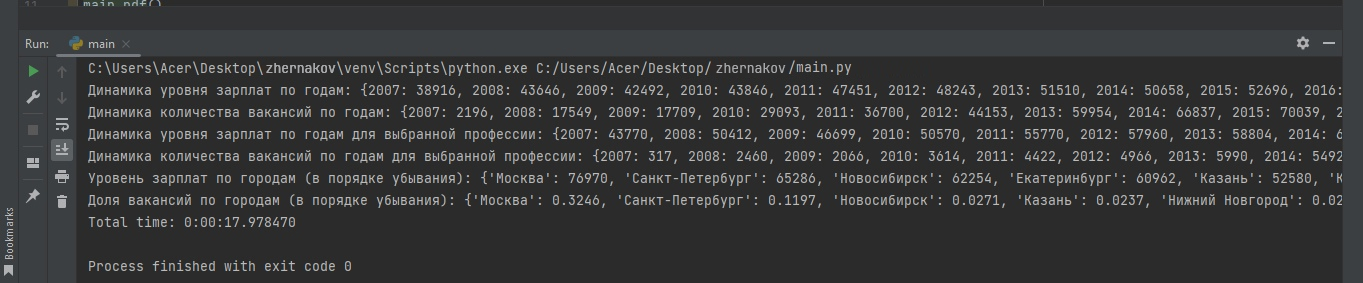 11 main.pdf()
Run: main
C:\Users\Acer\Desktop\zhernakov\venv\Scripts\python.exe C:/Users/Acer/Desktop/ zhernakov/main.py
Динамика уровня зарплат по годам: {2007: 38916, 2008: 43646, 2009: 42492, 2010: 43846, 2011: 47451, 2012: 48243, 2013: 51510, 2014: 50658, 2015: 52696, 2016:
Динамика количества вакансий по годам: {2007: 2196, 2008: 17549, 2009: 17709, 2010: 29093, 2011: 36700, 2012: 44153, 2013: 59954, 2014: 66837, 2015: 70039, 2
Динамика уровня зарплат по годам для выбранной профессии: {2007: 43770, 2008: 50412, 2009: 46699, 2010: 50570, 2011: 55770, 2012: 57960, 2013: 58804, 2014: 6
Динамика количества вакансий по годам для выбранной профессии: {2007: 317, 2008: 2460, 2009: 2066, 2010: 3614, 2011: 4422, 2012: 4966, 2013: 5990, 2014: 5492
Уровень зарплат по городам (в порядке убывания): {'Москва': 76970, 'Санкт-Петербург': 65286, 'Новосибирск': 62254, 'Екатеринбург': 60962, 'Казань': 52580, 'К
Доля вакансий по городам (в порядке убывания): {'Москва': 0.3246, 'Санкт-Петербург': 0.1197, 'Новосибирск': 0.0271, 'Казань': 0.0237, 'Нижний Новгород': 0.02
Total time: 0:00:17.978470
Process finished with exit code 0
Bookmarks